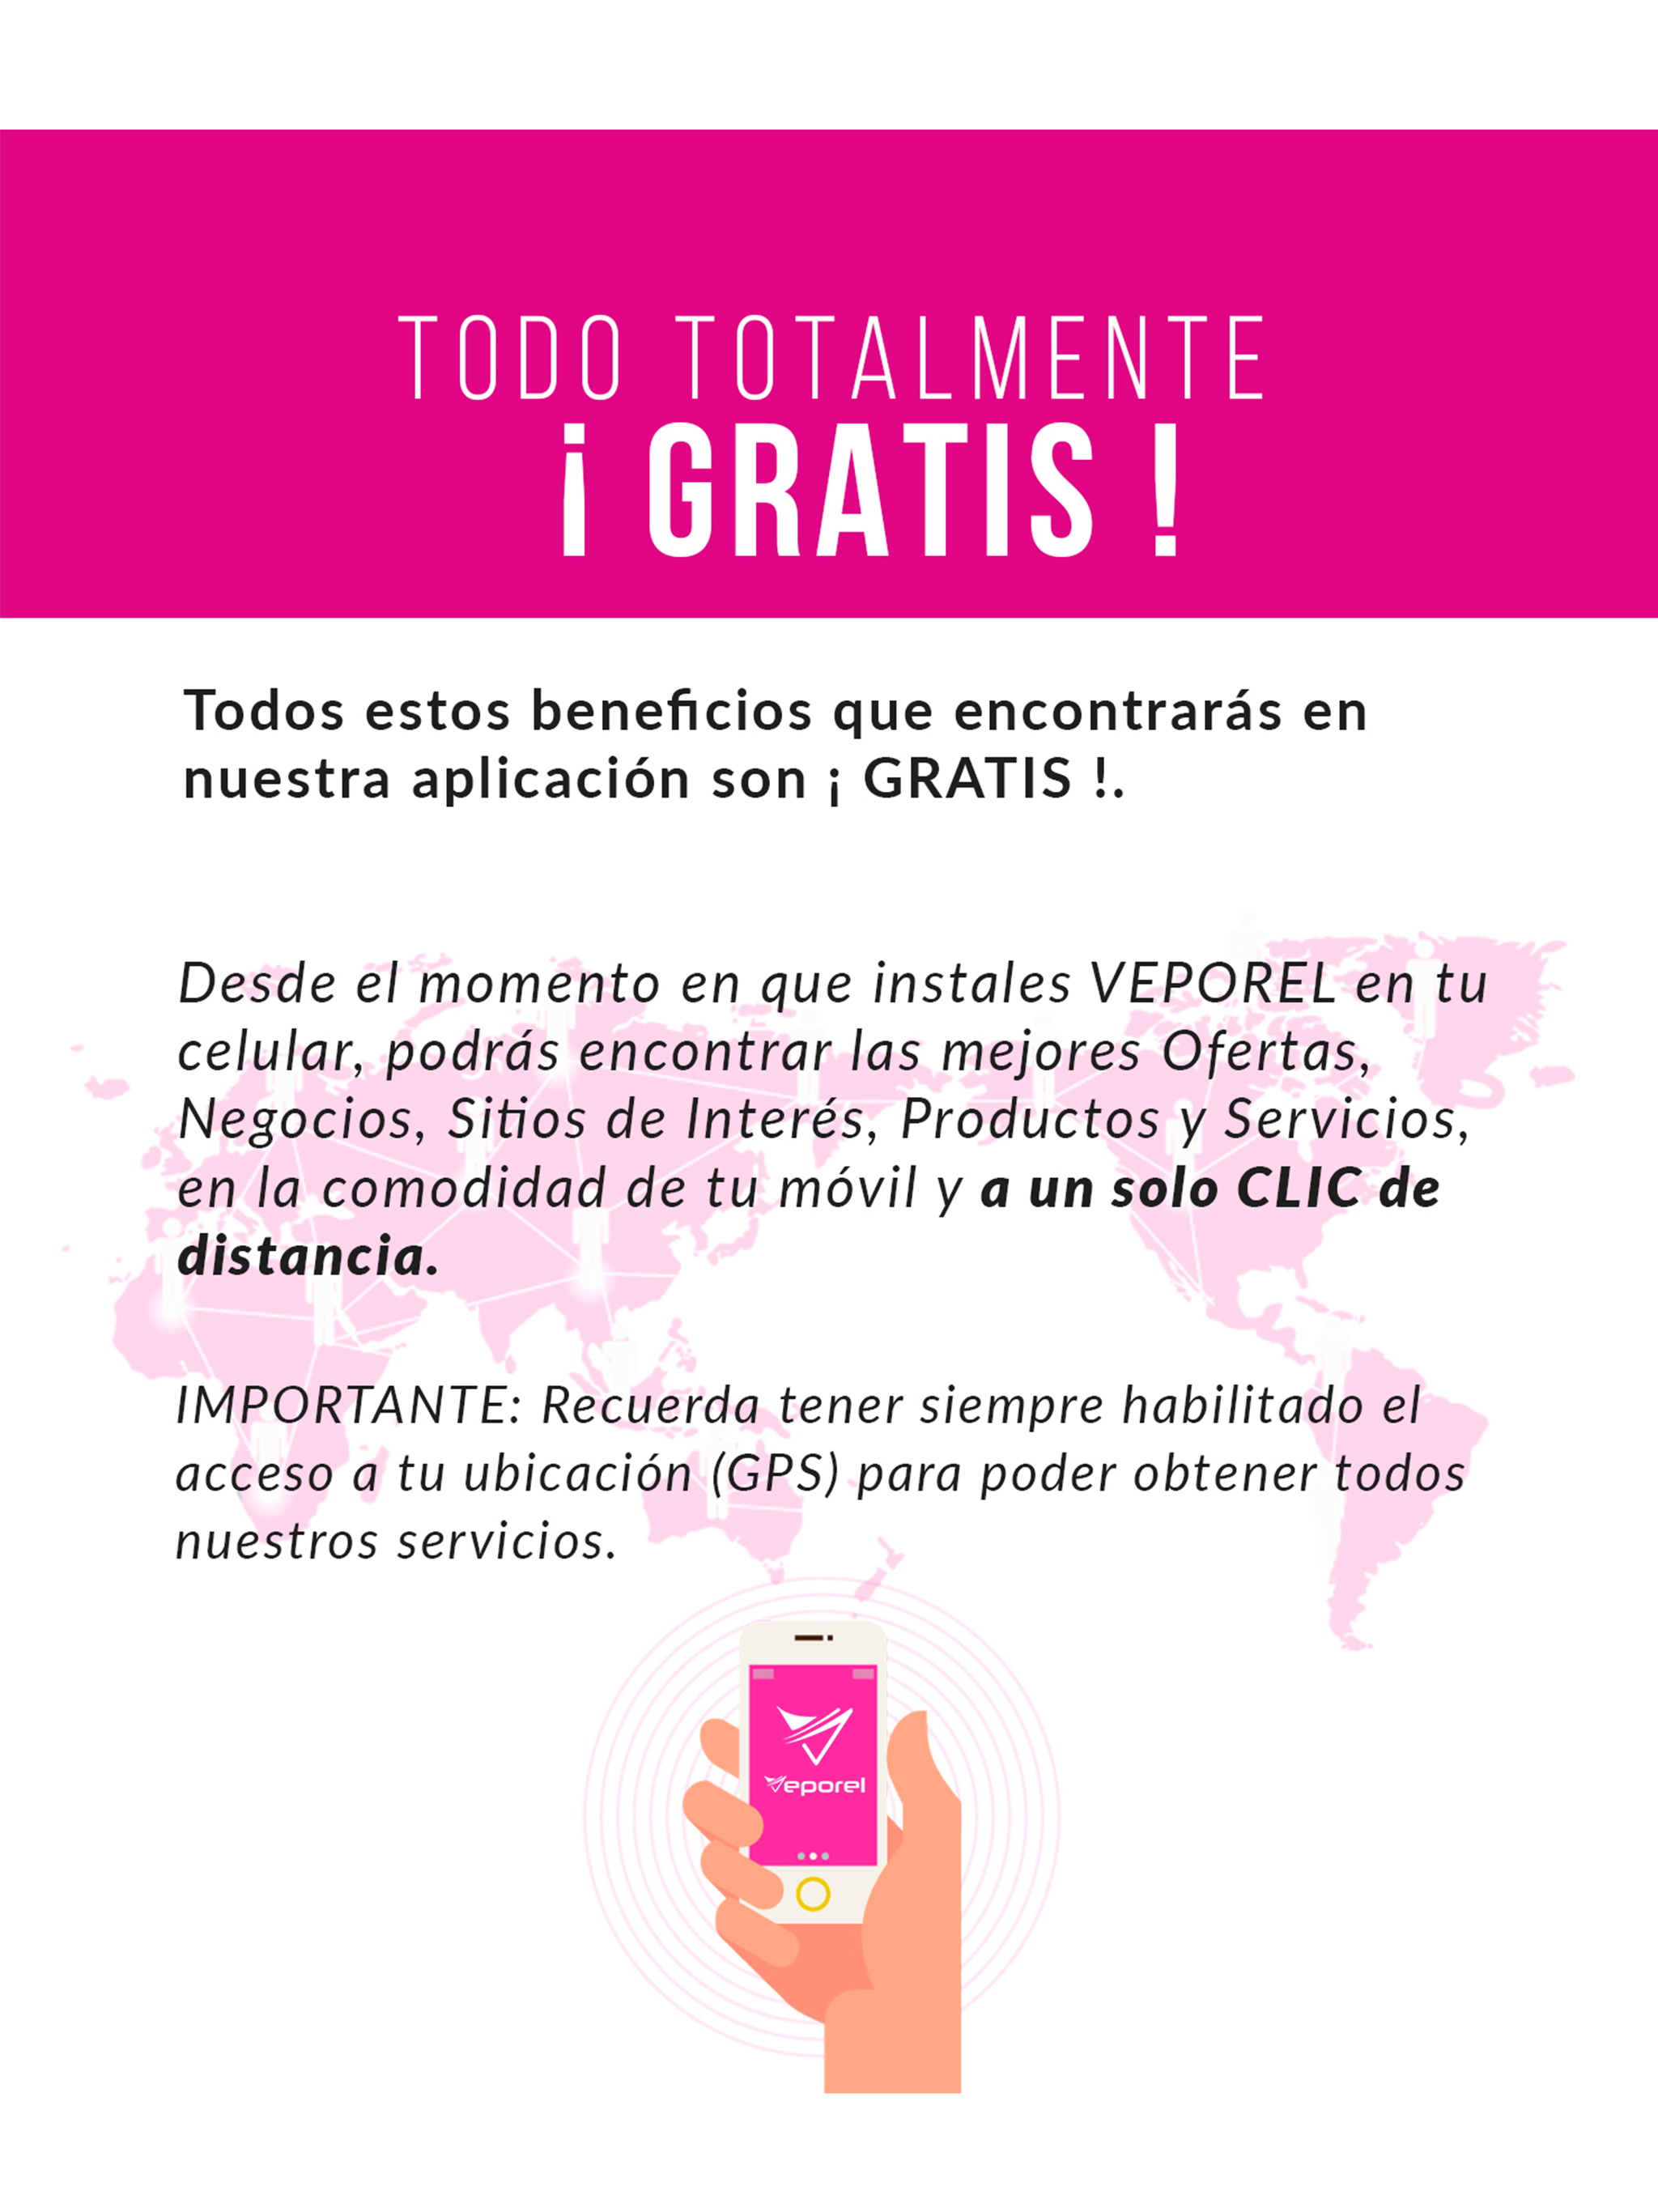 TODO TOTALMENTE
¡ GRATIS !
Todos estos beneficios que encontrarás en
nuestra aplicación son ¡ GRATIS !.
Desde el momento en que instales VEPOREL en tu
celular, podrás encontrar las mejores Ofertas,
Negocios, Sitios de Interés, Productos y Servicios,
en la comodidad de tu móvil y a un solo CLIC de
distancia.
IMPORTANTE: Recuerda tener siempre habilitado el
acceso a tu ubicación (GPS) para poder obtener todos
nuestros servicios.
Veporel